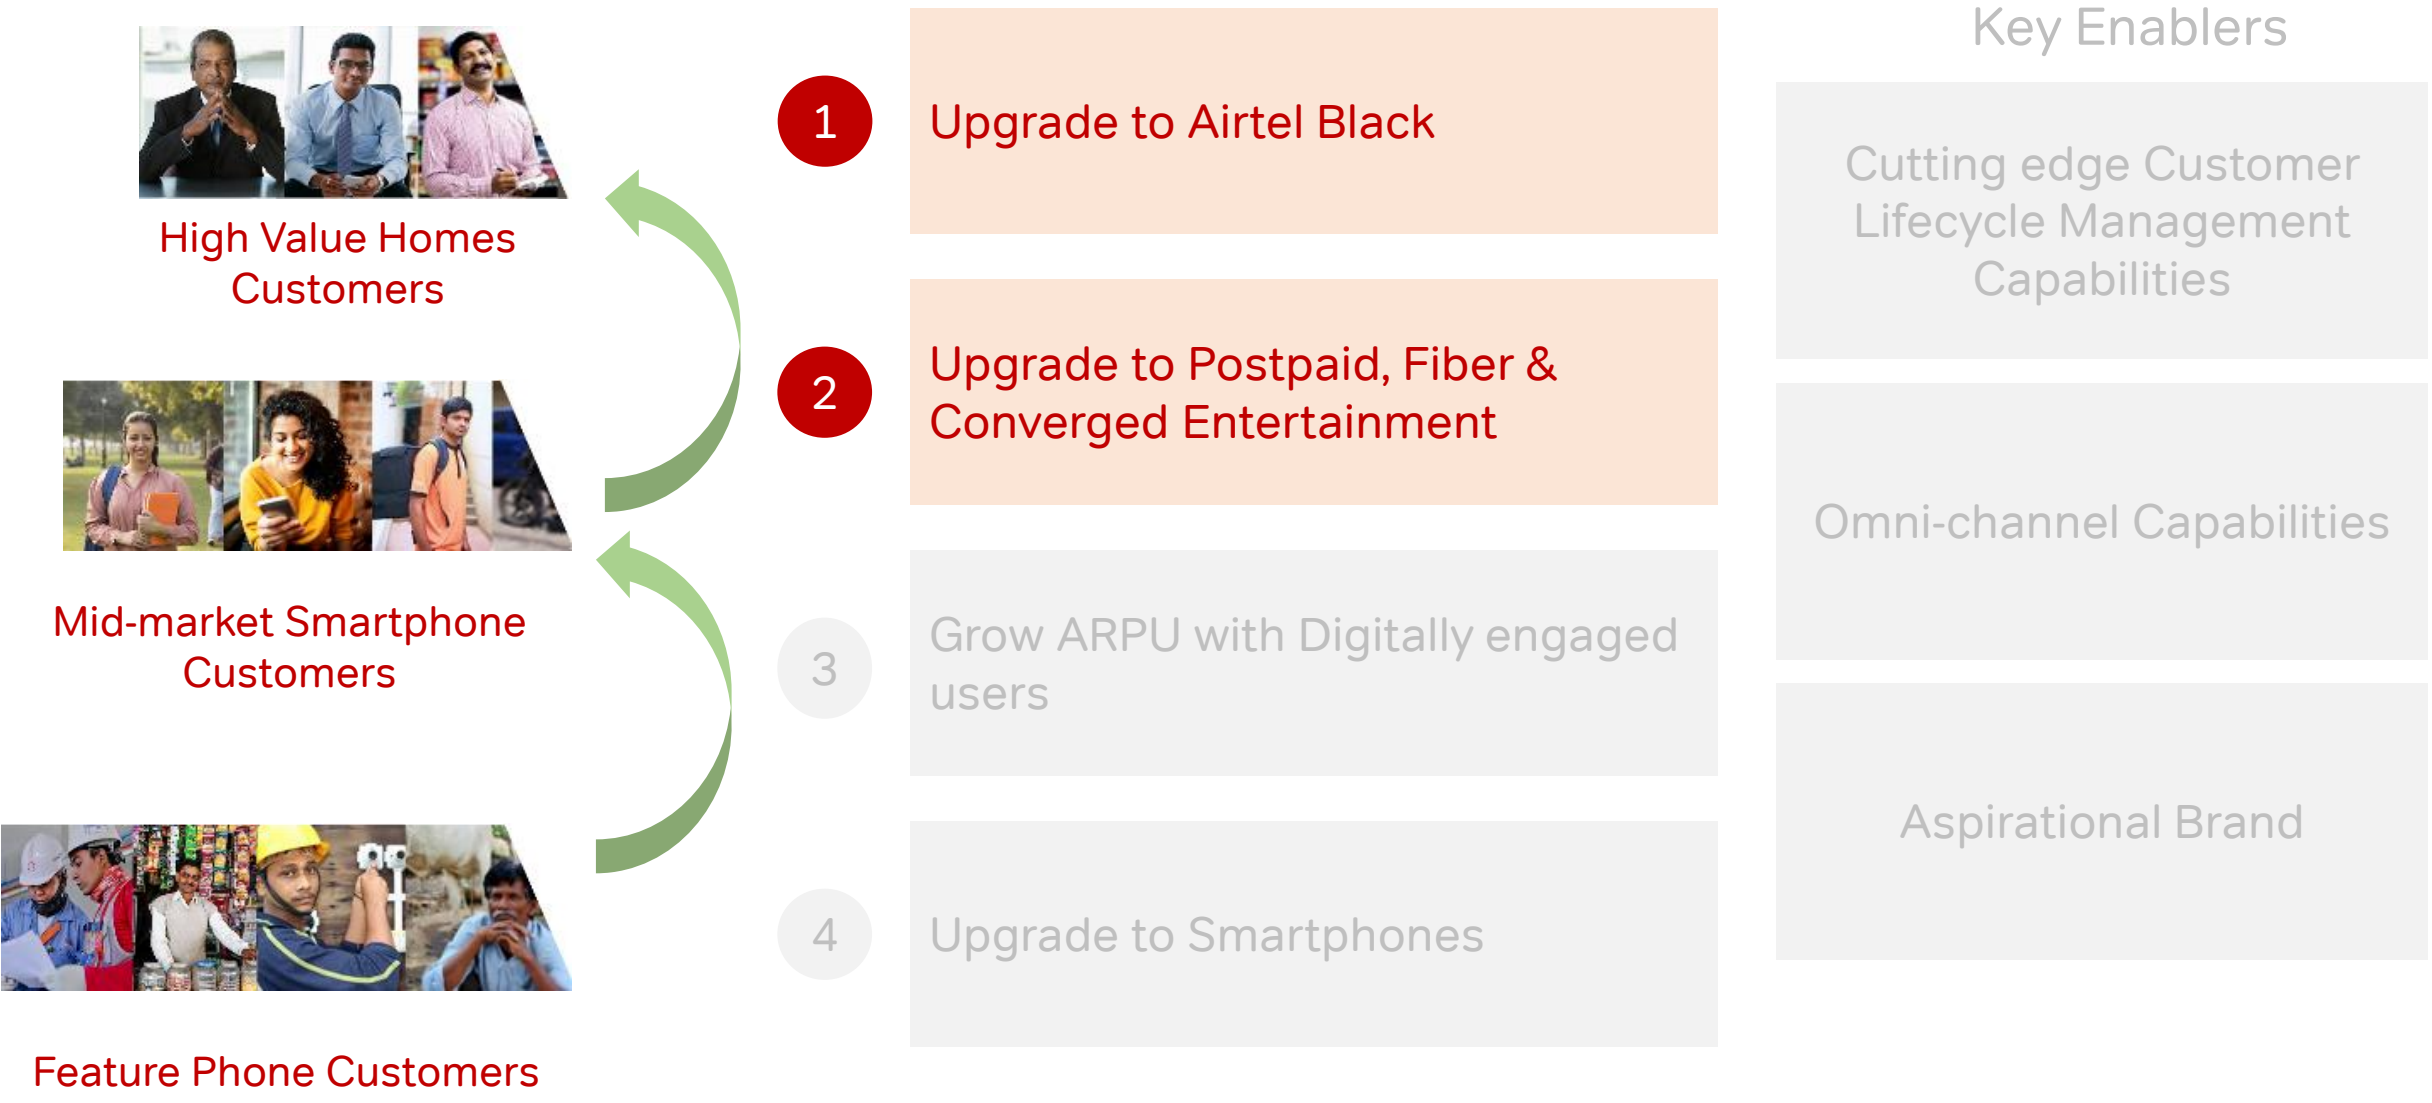 High Value Homes
Customers
Mid-market Smartphone
Customers
Feature Phone Customers
1
Upgrade to Airtel Black
2
Upgrade to Postpaid, Fiber &
Converged Entertainment
3
Grow ARPU with Digitally engaged
users
4
Upgrade to Smartphones
Key Enablers
Cutting edge Customer
Lifecycle Management
Capabilities
Omni-channel Capabilities
Aspirational Brand